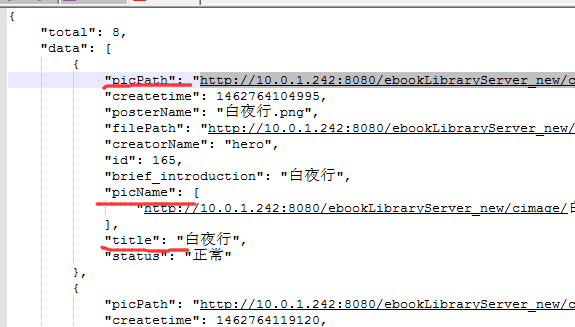 {
"total": 8,
"data": [
{
"picPath": "http://10.0.1.242:8080/ebookLibraryServer_new/c
"createtime": 1462764104995,
"posterName": "白夜行.png",
"filePath": "http://10.0.1.242:8080/ebookLibraryServer_new/
"creatorName": "hero",
"id": 165,
"brief_introduction": "白夜行",
"picName": [
"http://10.0.1.242:8080/ebookLibraryServer_new/cimage/
],
"title": "白夜行",
"status": "正常"
},
{
"picPath": "http://10.0.1.242:8080/ebookLibraryServer_new/c
"createtime": 1462764119120,